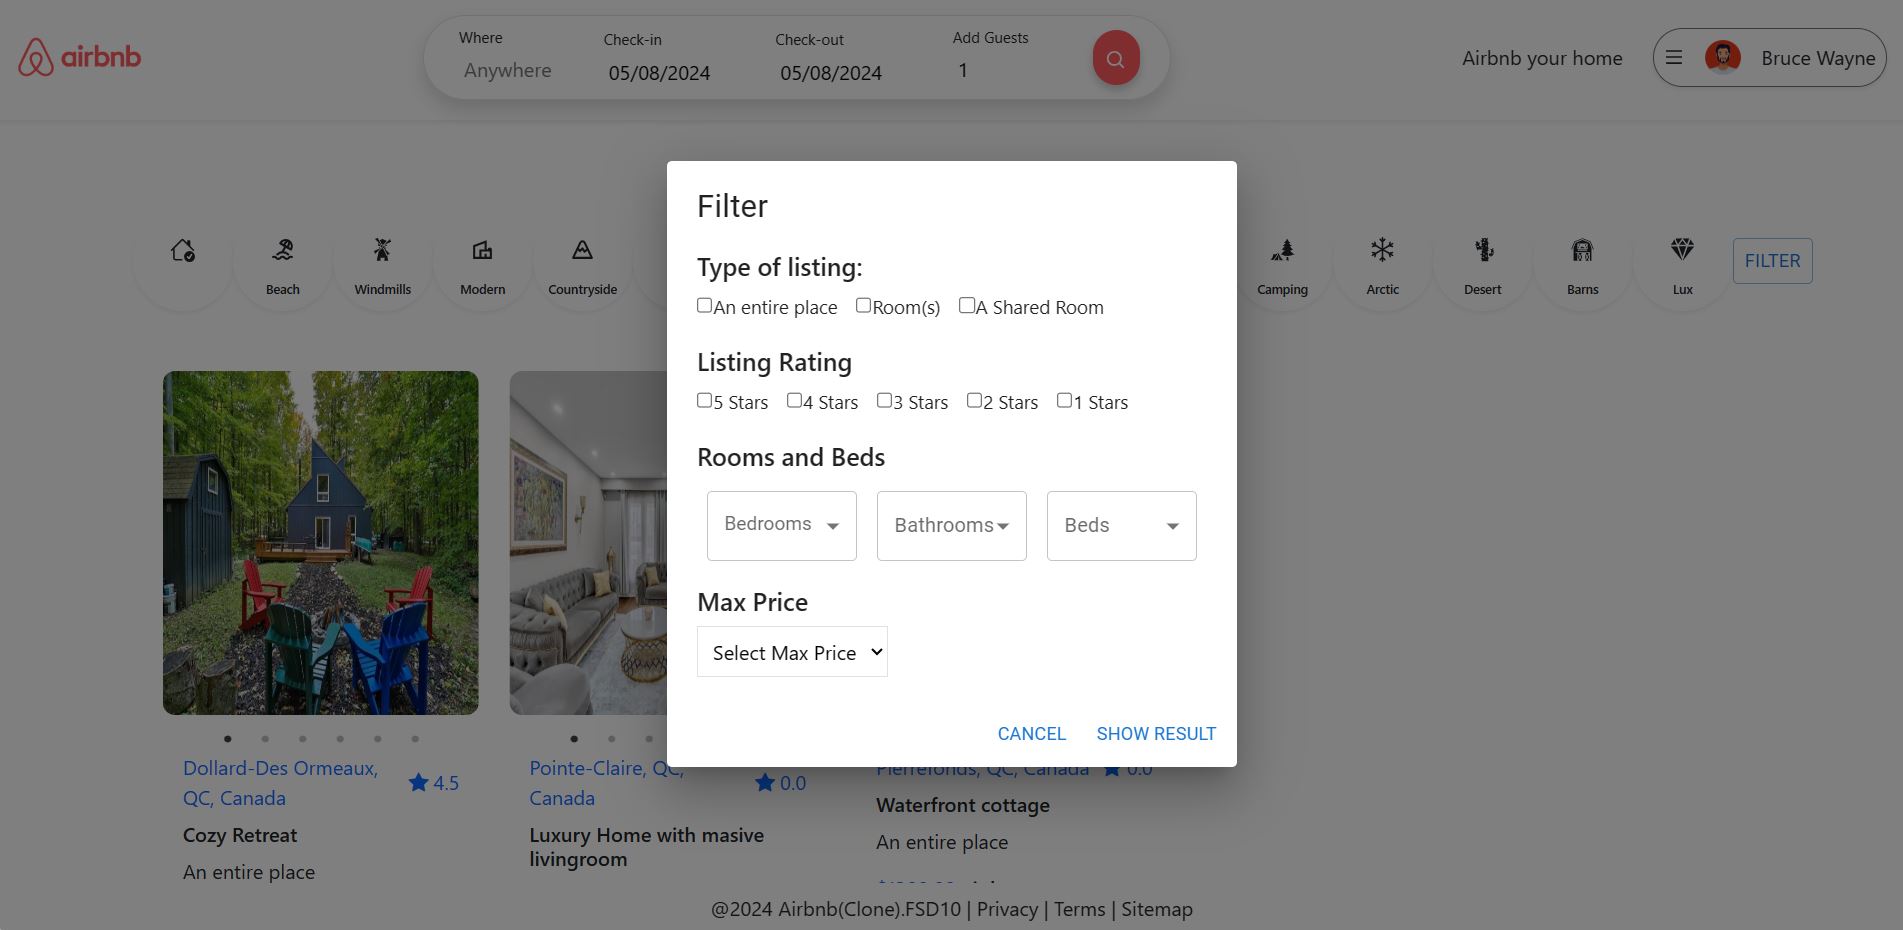 airbnb
Where
Anywhere
Check-in
05/08/2024
Check-out
05/08/2024
Add Guests
1
Airbnb your home
Bruce Wayne
Beach
Windmills
Modern
Countryside
Camping
Arctic
Desert
Barns
Lux
FILTER
Filter
Type of listing:
An entire place Room(s) A Shared Room
Listing Rating
5 Stars 4 Stars 3 Stars 2 Stars 1 Stars
Rooms and Beds
Bedrooms
Bathrooms
Beds
Max Price
Select Max Price
CANCEL SHOW RESULT
Dollard-Des Ormeaux,
QC, Canada
4.5
Cozy Retreat
An entire place
Pointe-Claire, QC,
Canada
0.0
Luxury Home with masive
livingroom
Pierrefonds, QC, Canada
0.0
Waterfront cottage
An entire place
@2024 Airbnb(Clone).FSD10 | Privacy | Terms | Sitemap